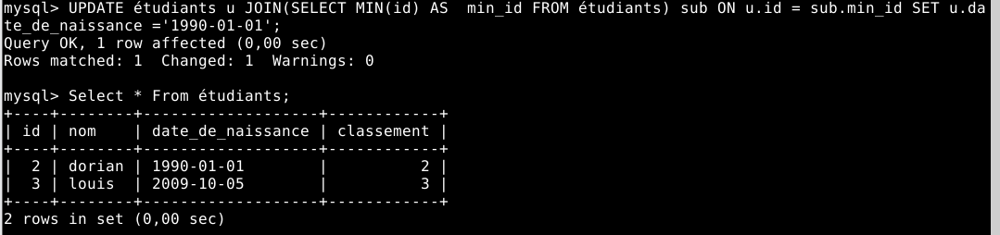 mysql> UPDATE étudiants u JOIN(SELECT MIN(id) AS  min_id FROM étudiants) sub ON u.id = sub.min_id SET u.da
te_de_naissance ='1990-01-01';
Query OK, 1 row affected (0,00 sec)
Rows matched: 1  Changed: 1  Warnings: 0

mysql> Select * From étudiants;
+----+--------+-------------------+------------+
| id | nom    | date_de_naissance | classement |
+----+--------+-------------------+------------+
|  2 | dorian | 1990-01-01        |          2 |
|  3 | louis  | 2009-10-05        |          3 |
+----+--------+-------------------+------------+
2 rows in set (0,00 sec)